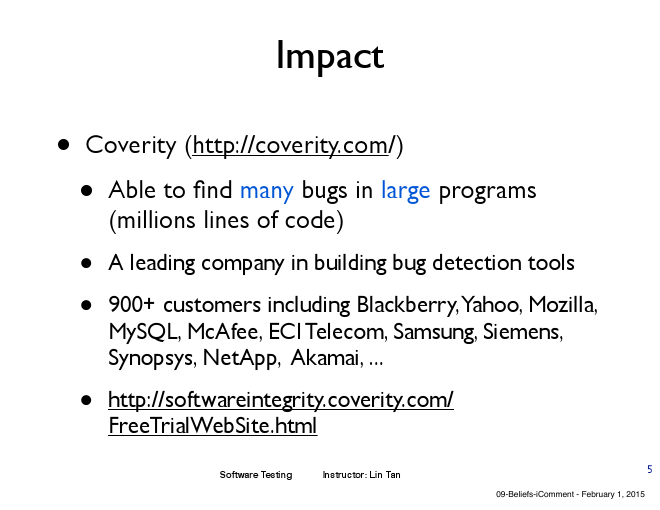 Impact
• Coverity (http://coverity.com/)
• Able to find many bugs in large programs
(millions lines of code)
• A leading company in building bug detection tools
• 900+ customers including Blackberry, Yahoo, Mozilla,
MySQL, McAfee, ECI Telecom, Samsung, Siemens,
Synopsys, NetApp, Akamai, ...
• http://softwareintegrity.coverity.com/
FreeTrialWebSite.html
Software Testing Instructor: Lin Tan
5
09-Beliefs-iComment - February 1, 2015